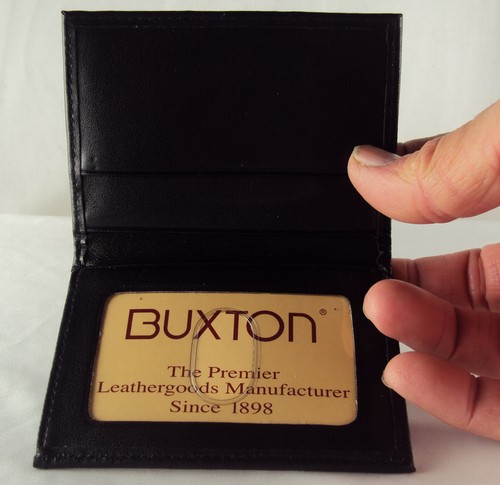 BUXTON®
The Premier
Leathergoods Manufacturer
Since 1898